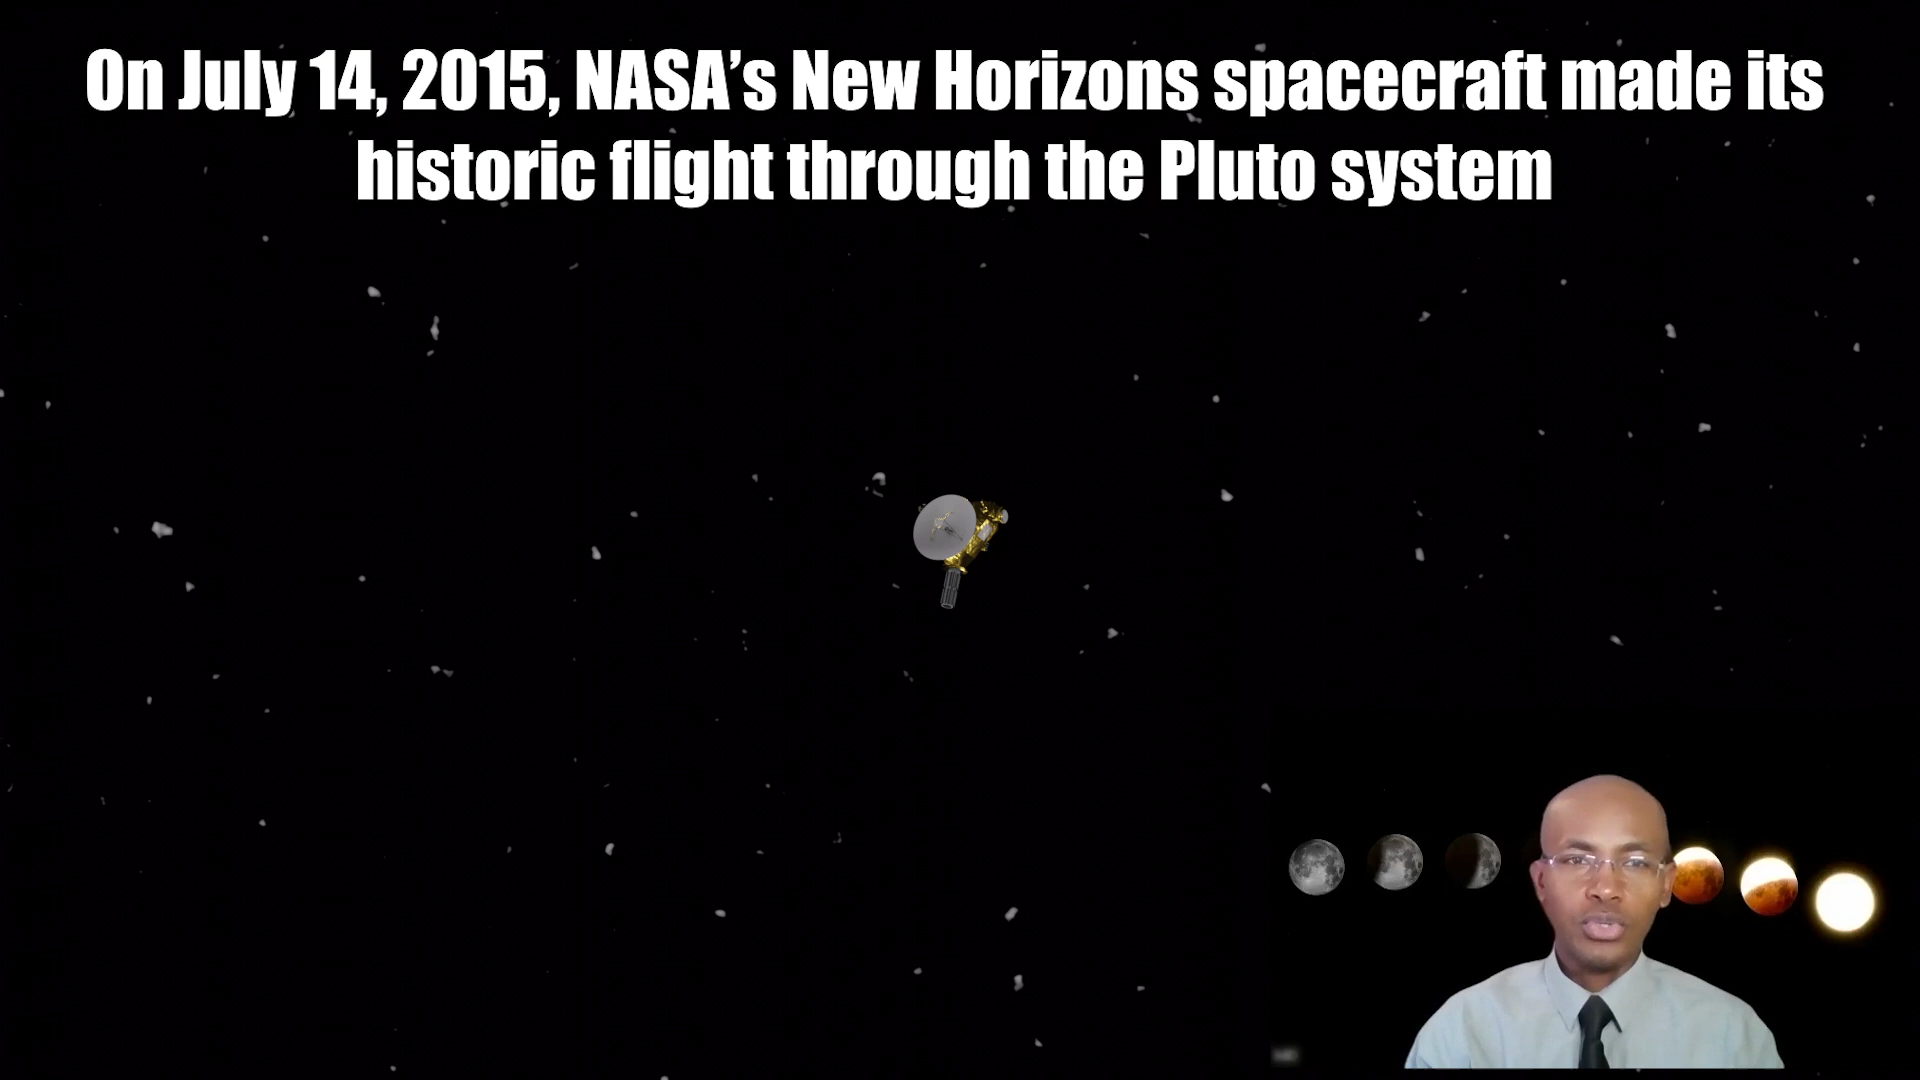 On July 14, 2015, NASA’s New Horizons spacecraft made its
historic flight through the Pluto system